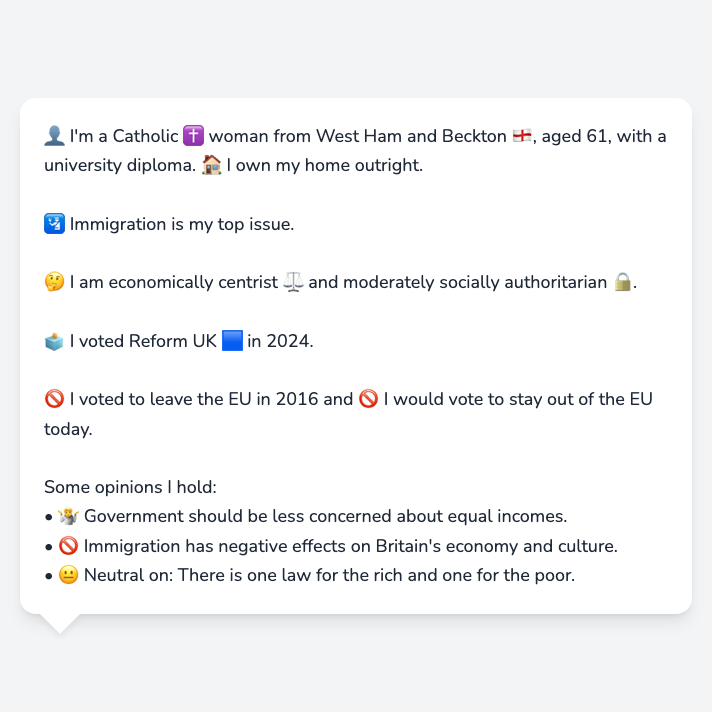 👤 I'm a Catholic ✝️ woman from West Ham and Beckton 🏴󠁧󠁢󠁥󠁮󠁧󠁿, aged 61, with a
university diploma. 🏠 I own my home outright.
🛂 Immigration is my top issue.
🤔 I am economically centrist ⚖️ and moderately socially authoritarian 🔒.
🗳️ I voted Reform UK 🟦 in 2024.
🚫 I voted to leave the EU in 2016 and 🚫 I would vote to stay out of the EU
today.
Some opinions I hold:
• 🤷 Government should be less concerned about equal incomes.
• 🚫 Immigration has negative effects on Britain's economy and culture.
• 😐 Neutral on: There is one law for the rich and one for the poor.